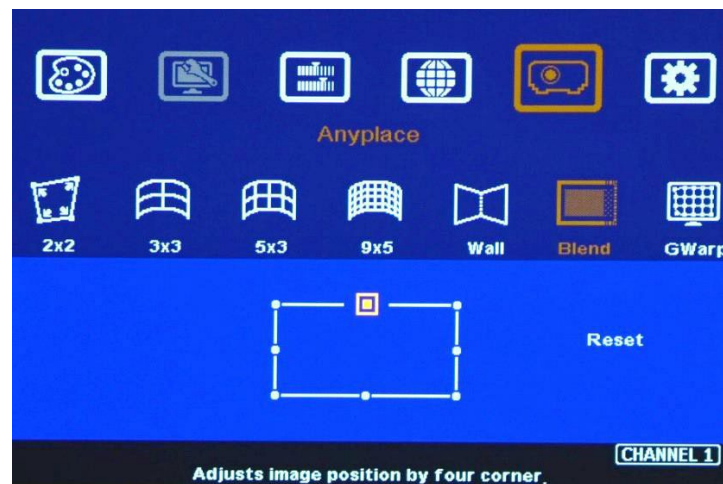 Anyplace
2x2 3x3 5x3 9x5 Wall Blend GWarp
Reset
CHANNEL 1
Adjusts image position by four corner.